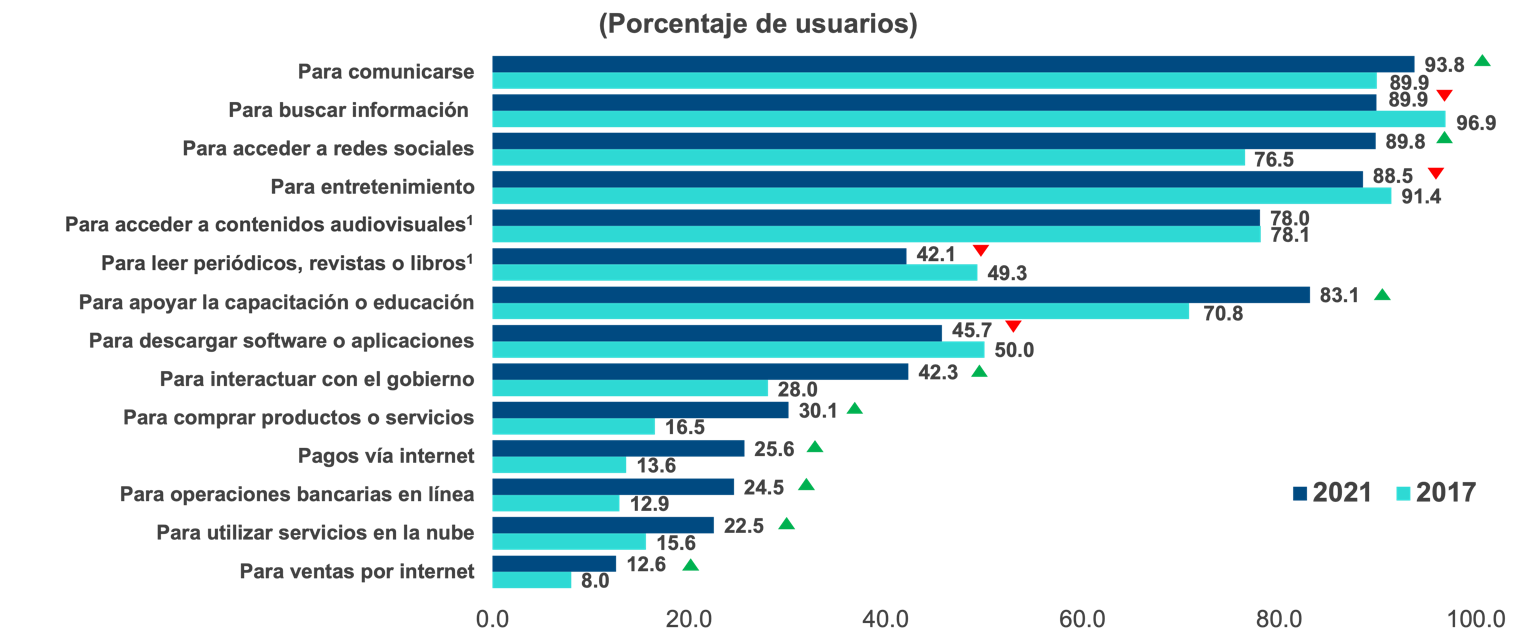 (Porcentaje de usuarios)
Para comunicarse 93.8
89.9
Para buscar información 89.9
96.9
Para acceder a redes sociales 89.8
76.5
Para entretenimiento 88.5
91.4
Para acceder a contenidos audiovisuales¹ 78.0
78.1
Para leer periódicos, revistas o libros¹ 42.1
49.3
Para apoyar la capacitación o educación 83.1
70.8
Para descargar software o aplicaciones 45.7
50.0
Para interactuar con el gobierno 42.3
28.0
Para comprar productos o servicios 30.1
16.5
Pagos vía internet 25.6
13.6
Para operaciones bancarias en línea 24.5
12.9
2021 2017
Para utilizar servicios en la nube 22.5
15.6
Para ventas por internet 12.6
8.0
0.0 20.0 40.0 60.0 80.0 100.0